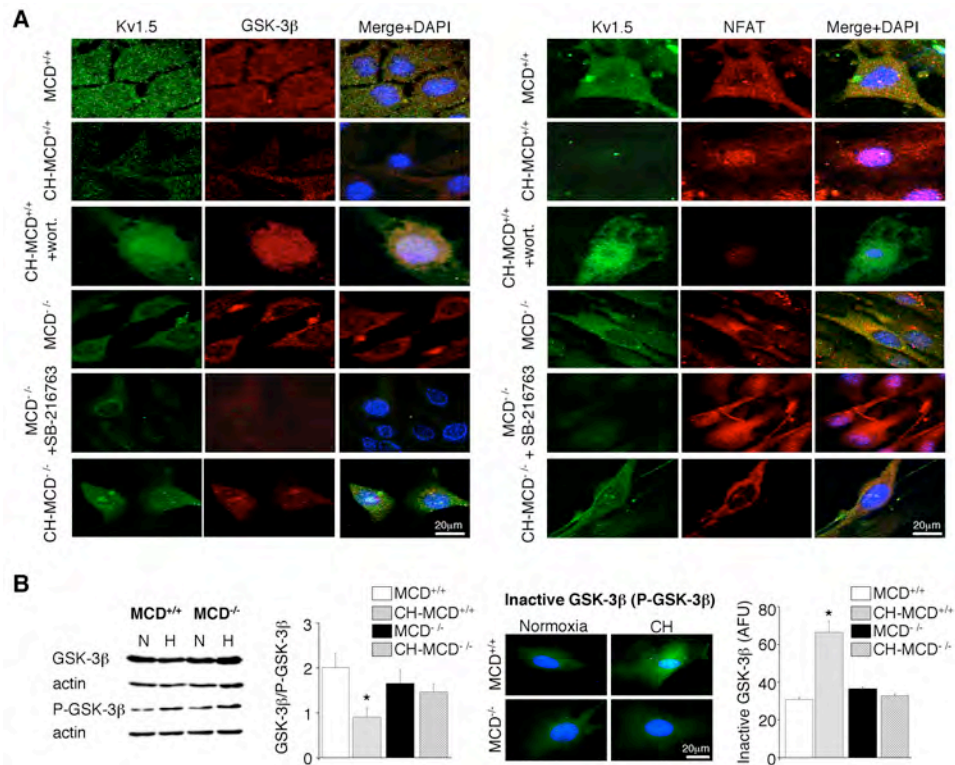 A
Kv1.5 GSK-3β Merge+DAPI
MCD+/+
CH-MCD+/+
CH-MCD+/+
+wort.
MCD- /-
MCD- /-
+SB-216763
CH-MCD- /-
20μm
Kv1.5 NFAT Merge+DAPI
MCD+/+
CH-MCD+/+
CH-MCD+/+
+wort.
MCD- /-
MCD- /-
+ SB-216763
CH-MCD- /-
20μm
B
MCD+/+ MCD-/-
N H N H
GSK-3β
actin
P-GSK-3β
actin
GSK-3β/P-GSK-3β
3
2
1
0
*
MCD+/+
CH-MCD+/+
MCD- /-
CH-MCD- /-
Inactive GSK-3β (P-GSK-3β)
Normoxia CH
MCD+/+
MCD-/-
20μm
Inactive GSK-3β (AFU)
80
60
40
20
0
*
MCD+/+
CH-MCD+/+
MCD- /-
CH-MCD- /-